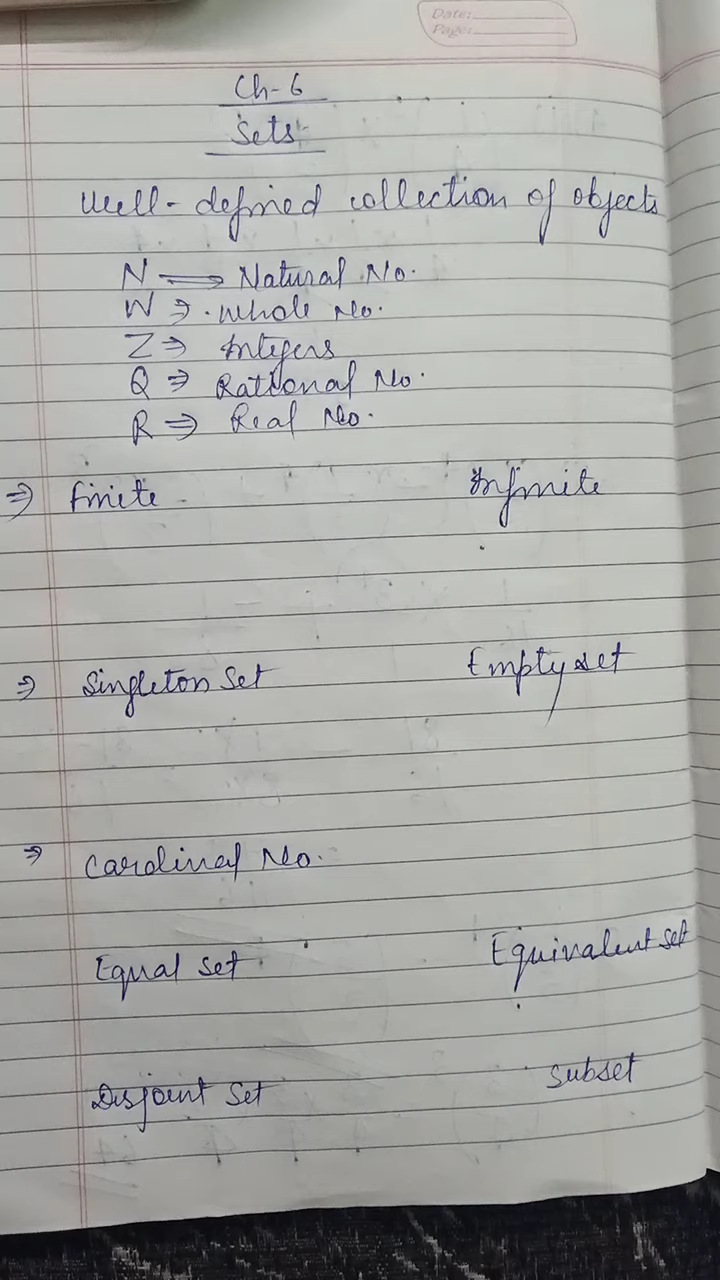 Date:
Page:
Ch-6
Sets
Well-defined collection of objects
N ⟹ Natural No.
W ⇒ Whole No.
Z ⇒ Integers
Q ⇒ Rational No.
R ⇒ Real No.
⇒ finite Infinite
⇒ Singleton Set Empty set
⇒ Cardinal No.
Equal Set Equivalent set
Disjoint Set Subset